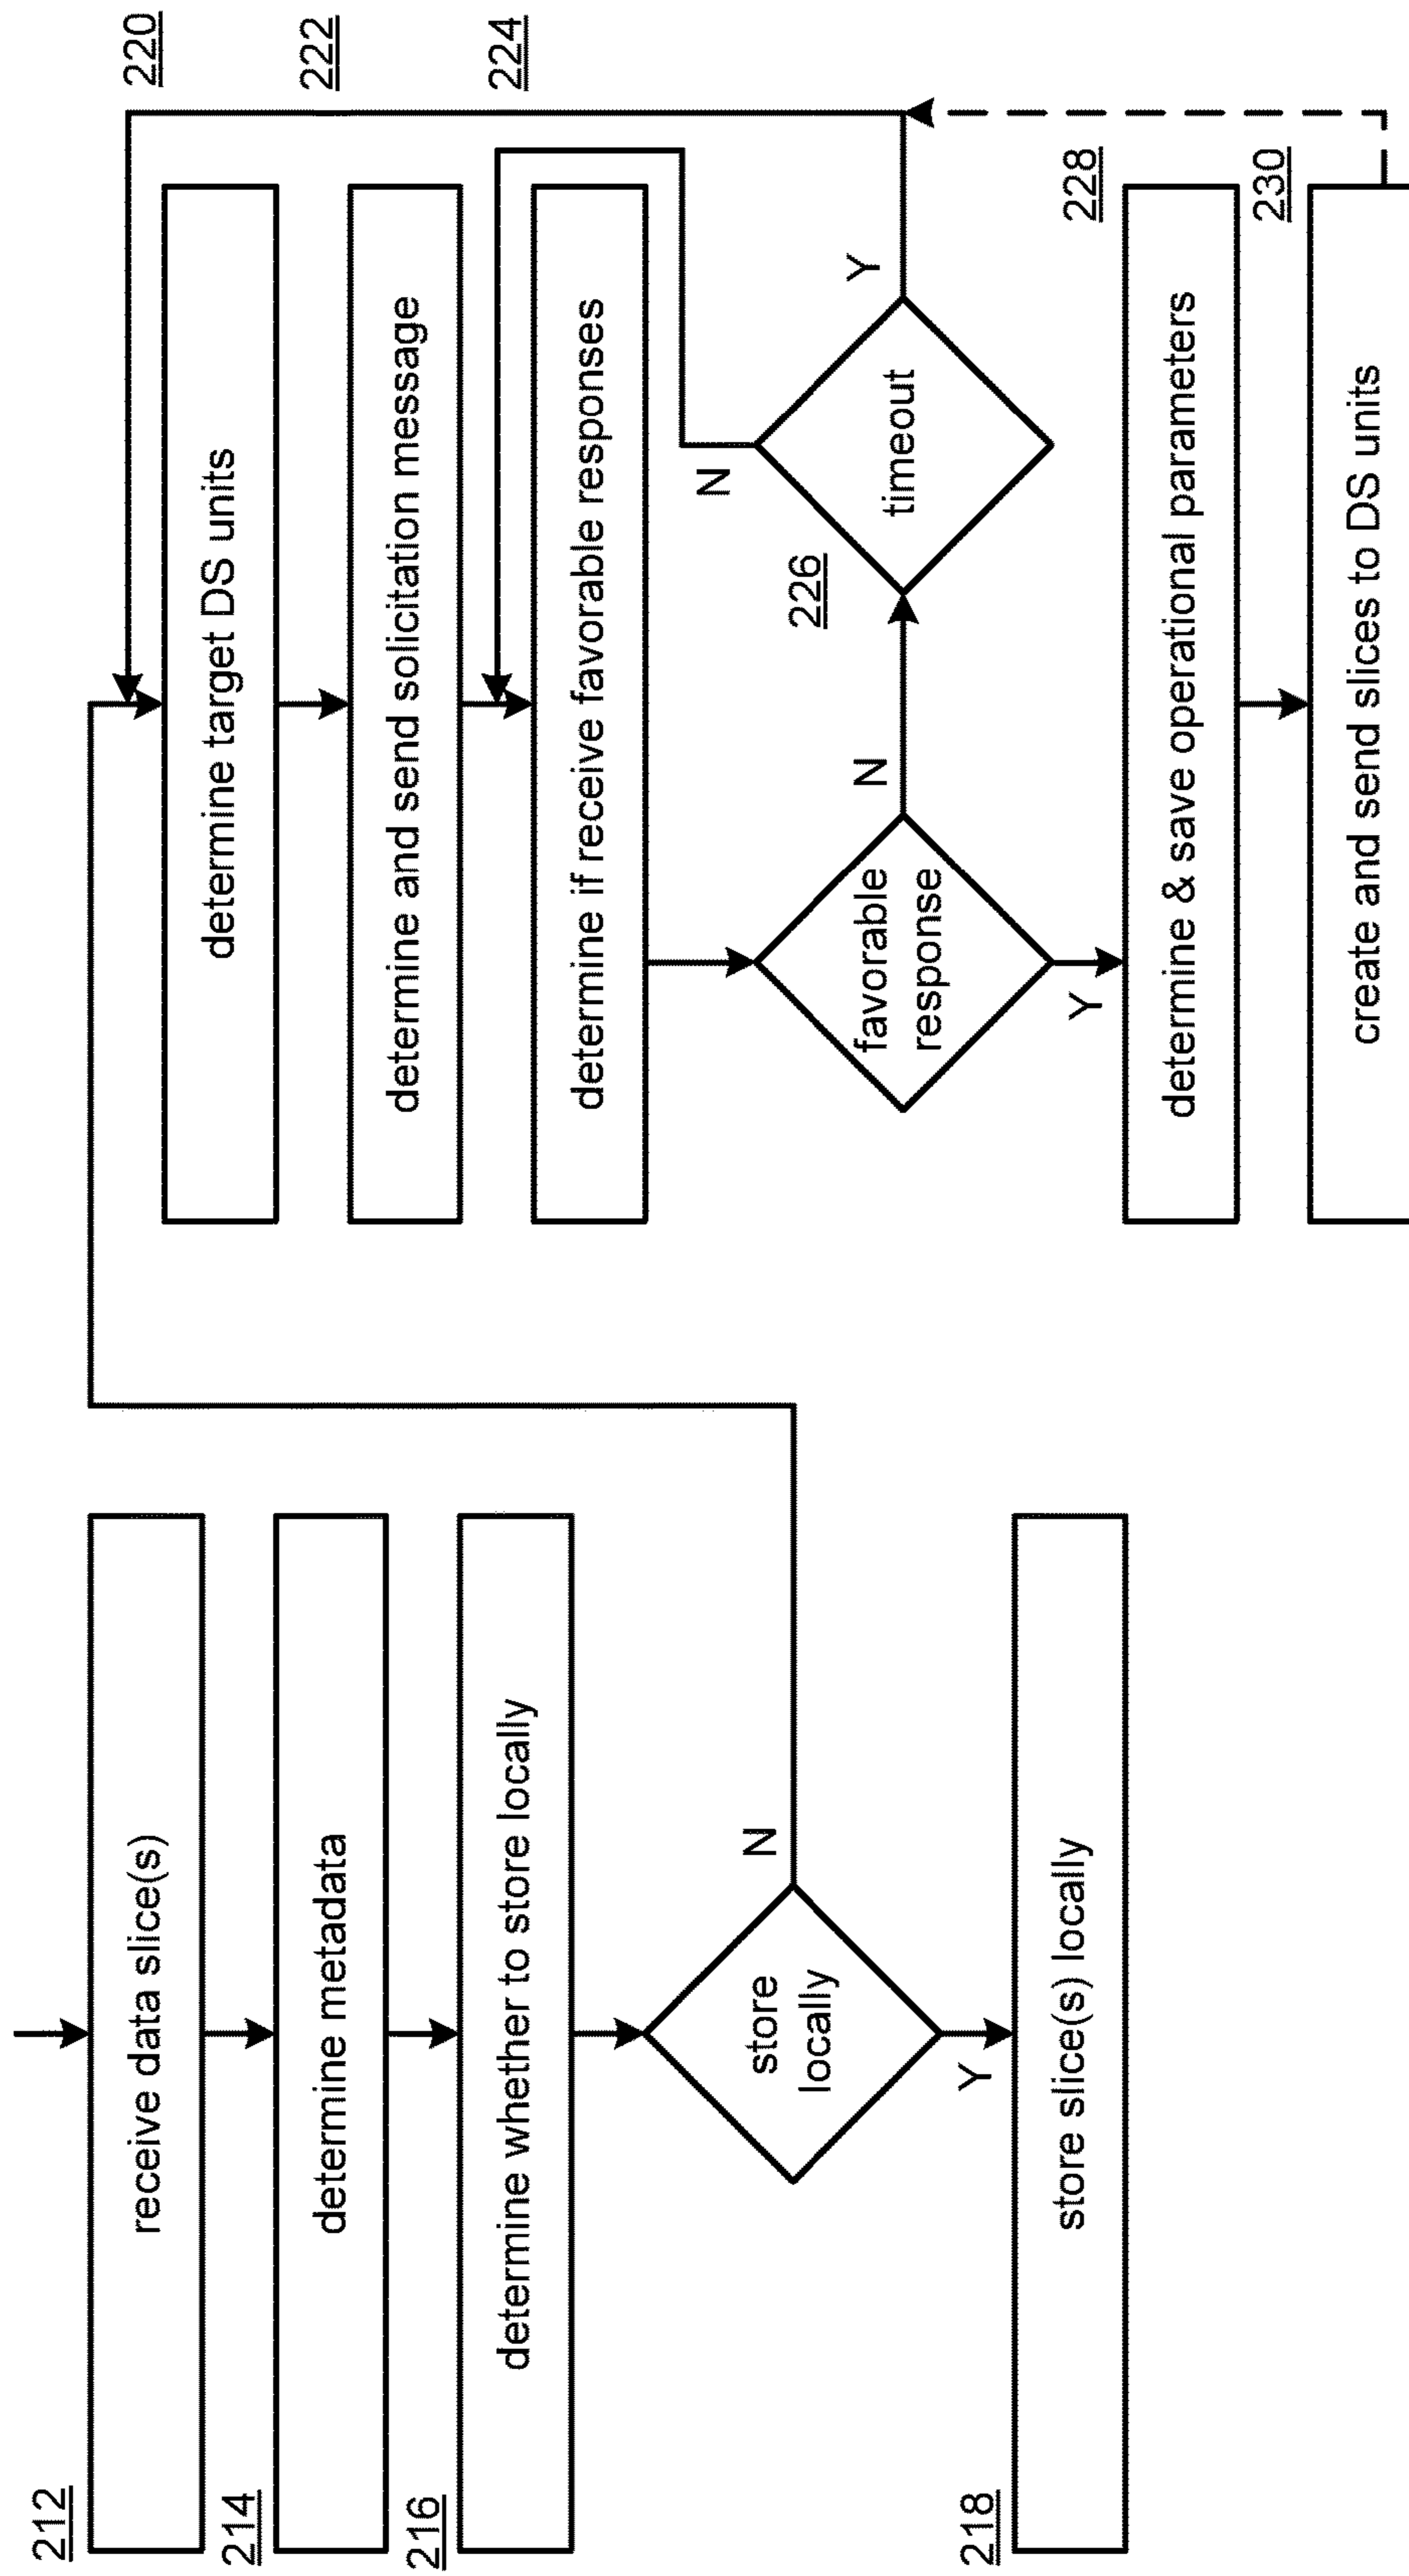 212
receive data slice(s)
214
determine metadata
216
determine whether to store locally
store
locally
N
Y
218
store slice(s) locally
220
determine target DS units
222
determine and send solicitation message
224
determine if receive favorable responses
favorable
response
N
226
timeout
N
Y
Y
228
determine & save operational parameters
230
create and send slices to DS units